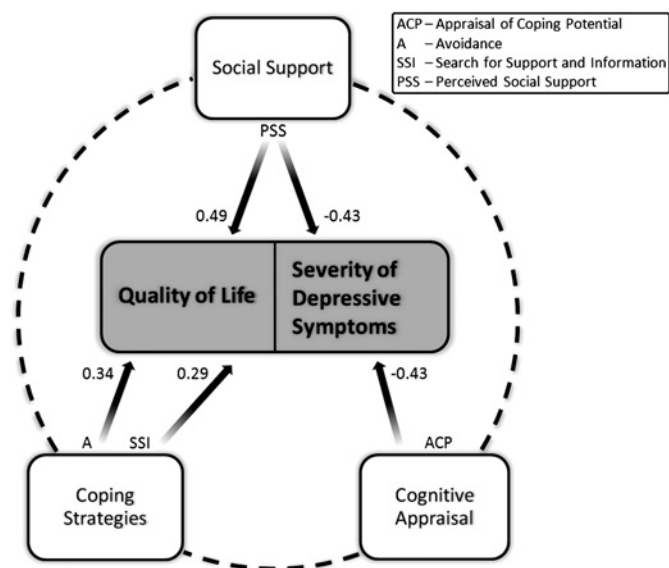 ACP – Appraisal of Coping Potential
A – Avoidance
SSI – Search for Support and Information
PSS – Perceived Social Support
Social Support
PSS
0.49
-0.43
Quality of Life
Severity of
Depressive
Symptoms
0.34
0.29
-0.43
A
SSI
ACP
Coping
Strategies
Cognitive
Appraisal